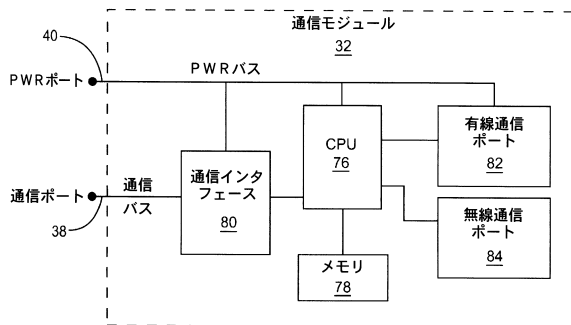 通信モジュール
32
40
PWRポート
PWRバス
CPU
76
有線通信
ポート
82
通信インタ
フェース
80
通信ポート
通信
バス
38
無線通信
ポート
84
メモリ
78